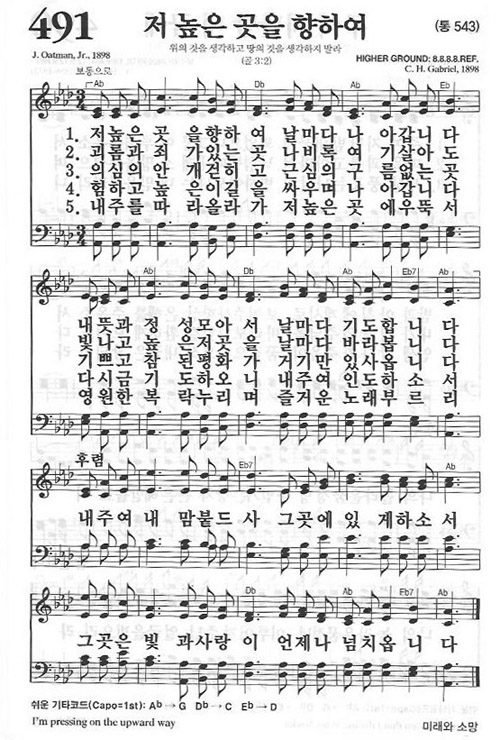 491
저 높은 곳을 향하여
(통 543)
위의 것을 생각하고 땅의 것을 생각하지 말라
(골 3:2)
J. Oatman, Jr., 1898
HIGHER GROUND: 8.8.8.8.REF.
C. H. Gabriel, 1898
보통으로
Ab Db Ab Eb
1. 저높은 곳 을향하 여 날마다 나 아갑니 다
2. 괴롬과 죄 가있는 곳 나비록 여 기살아 도
3. 의심의 안 개걷히 고 근심의 구 름없는 곳
4. 험하고 높 은이길 을 싸우며 나 아갑니 다
5. 내주를 따 라올라 가 저높은 곳 에우뚝 서
Ab Db Ab Eb7 Ab
내뜻과 정 성모아 서 날마다 기 도합니 다
빛나고 높 은저곳 을 날마다 바 라봅니 다
기쁘고 참 된평화 가 거기만 있 사옵니 다
다시금 기 도하오 니 내주여 인 도하소 서
영원한 복 락누리 며 즐거운 노 래부르 리
후렴
Eb7 Ab
내주여내 맘붙드 사 그곳에있 게하소 서
Db Ab Eb7 Ab
그곳은빛 과사랑 이 언제나넘 치옵니 다
쉬운 기타코드(Capo=1st): Ab→G Db→C Eb→D
I'm pressing on the upward way
미래와 소망